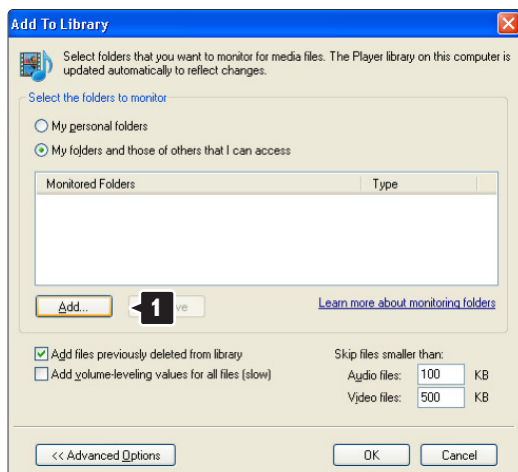 Add To Library
Select folders that you want to monitor for media files. The Player library on this computer is
updated automatically to reflect changes.
Select the folders to monitor
My personal folders
My folders and those of others that I can access
Monitored Folders Type
Add... 1 Learn more about monitoring folders
Add files previously deleted from library
Add volume-leveling values for all files (slow)
Skip files smaller than:
Audio files: 100 KB
Video files: 500 KB
<< Advanced Options OK Cancel